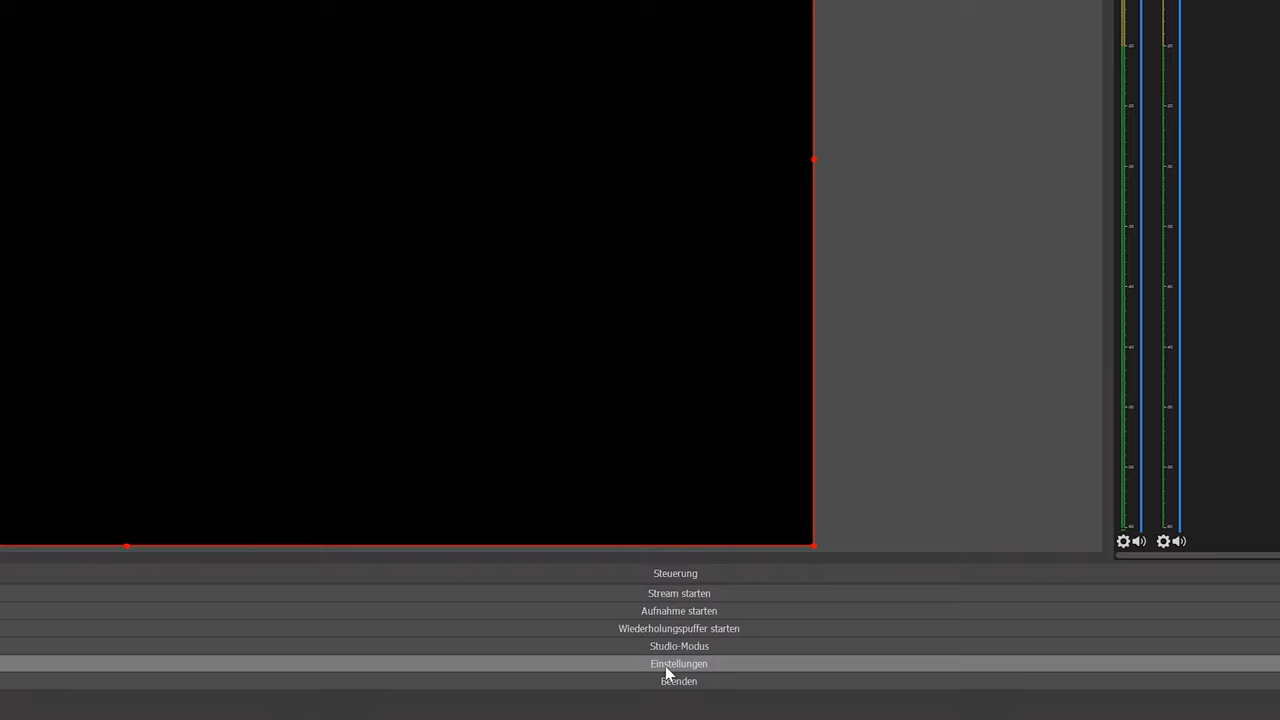 Steuerung
Stream starten
Aufnahme starten
Wiederholungspuffer starten
Studio-Modus
Einstellungen
Beenden